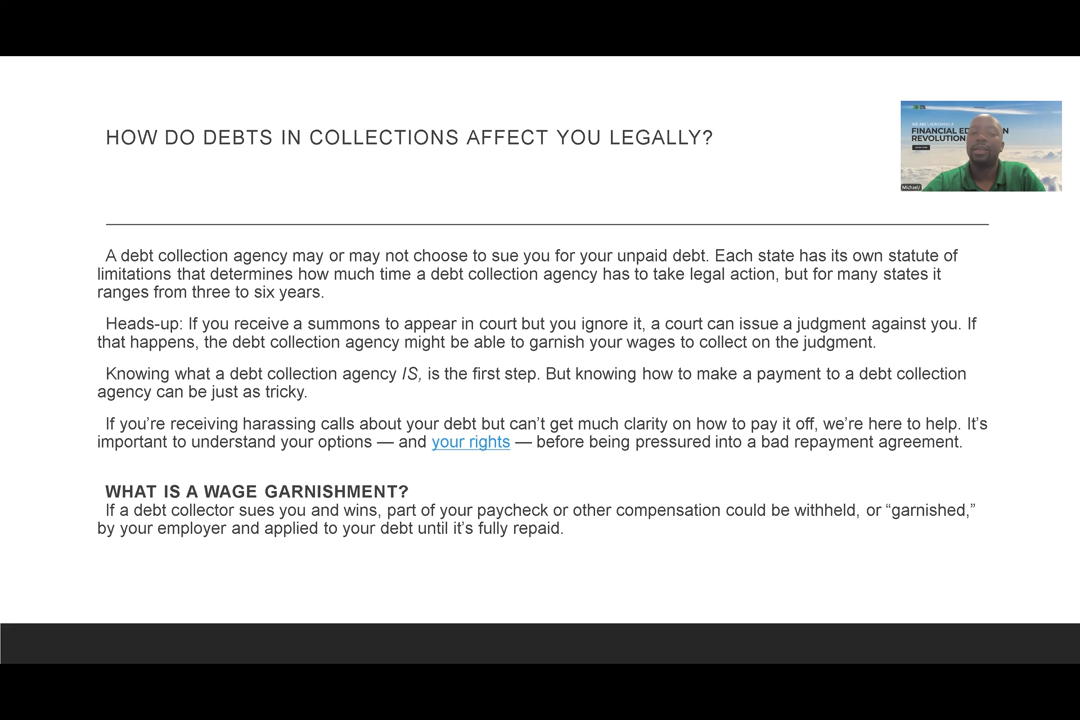 HOW DO DEBTS IN COLLECTIONS AFFECT YOU LEGALLY?
FINANCIAL ED N
REVOLUTION
Michael
A debt collection agency may or may not choose to sue you for your unpaid debt. Each state has its own statute of
limitations that determines how much time a debt collection agency has to take legal action, but for many states it
ranges from three to six years.
Heads-up: If you receive a summons to appear in court but you ignore it, a court can issue a judgment against you. If
that happens, the debt collection agency might be able to garnish your wages to collect on the judgment.
Knowing what a debt collection agency IS, is the first step. But knowing how to make a payment to a debt collection
agency can be just as tricky.
If you’re receiving harassing calls about your debt but can’t get much clarity on how to pay it off, we’re here to help. It’s
important to understand your options — and your rights — before being pressured into a bad repayment agreement.
WHAT IS A WAGE GARNISHMENT?
If a debt collector sues you and wins, part of your paycheck or other compensation could be withheld, or “garnished,”
by your employer and applied to your debt until it’s fully repaid.